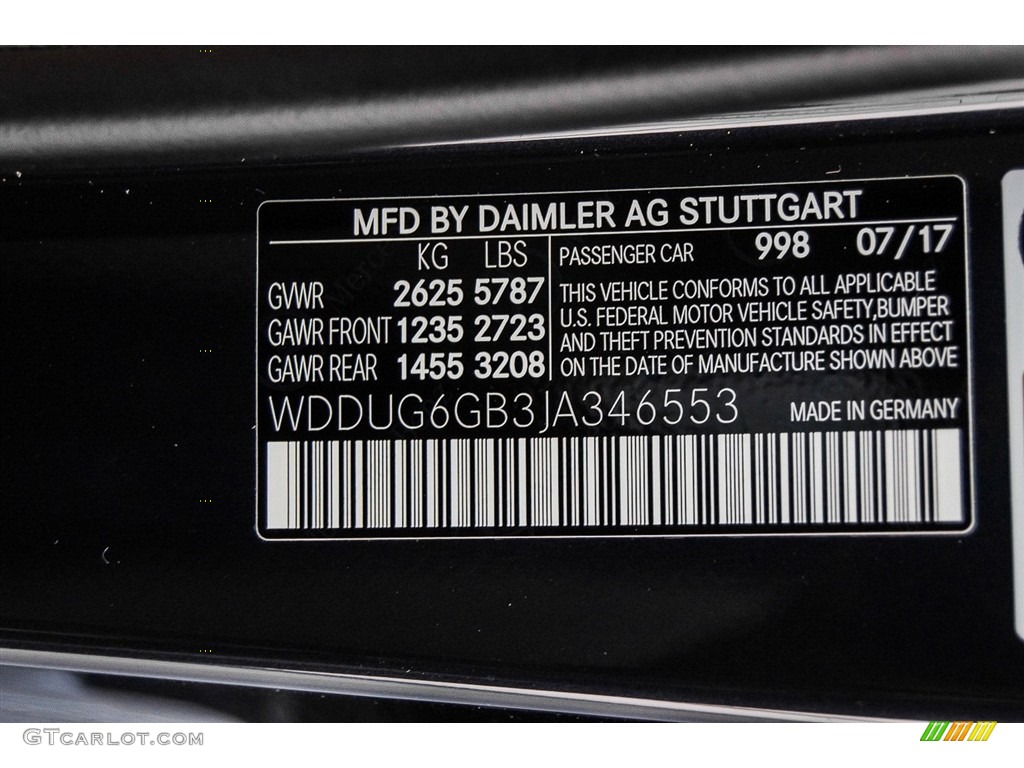 MFD BY DAIMLER AG STUTTGART
KG LBS
GVWR 2625 5787
GAWR FRONT 1235 2723
GAWR REAR 1455 3208
PASSENGER CAR 998 07/17
THIS VEHICLE CONFORMS TO ALL APPLICABLE
U.S. FEDERAL MOTOR VEHICLE SAFETY,BUMPER
AND THEFT PREVENTION STANDARDS IN EFFECT
ON THE DATE OF MANUFACTURE SHOWN ABOVE
WDDUG6GB3JA346553 MADE IN GERMANY
GTCARLOT.COM